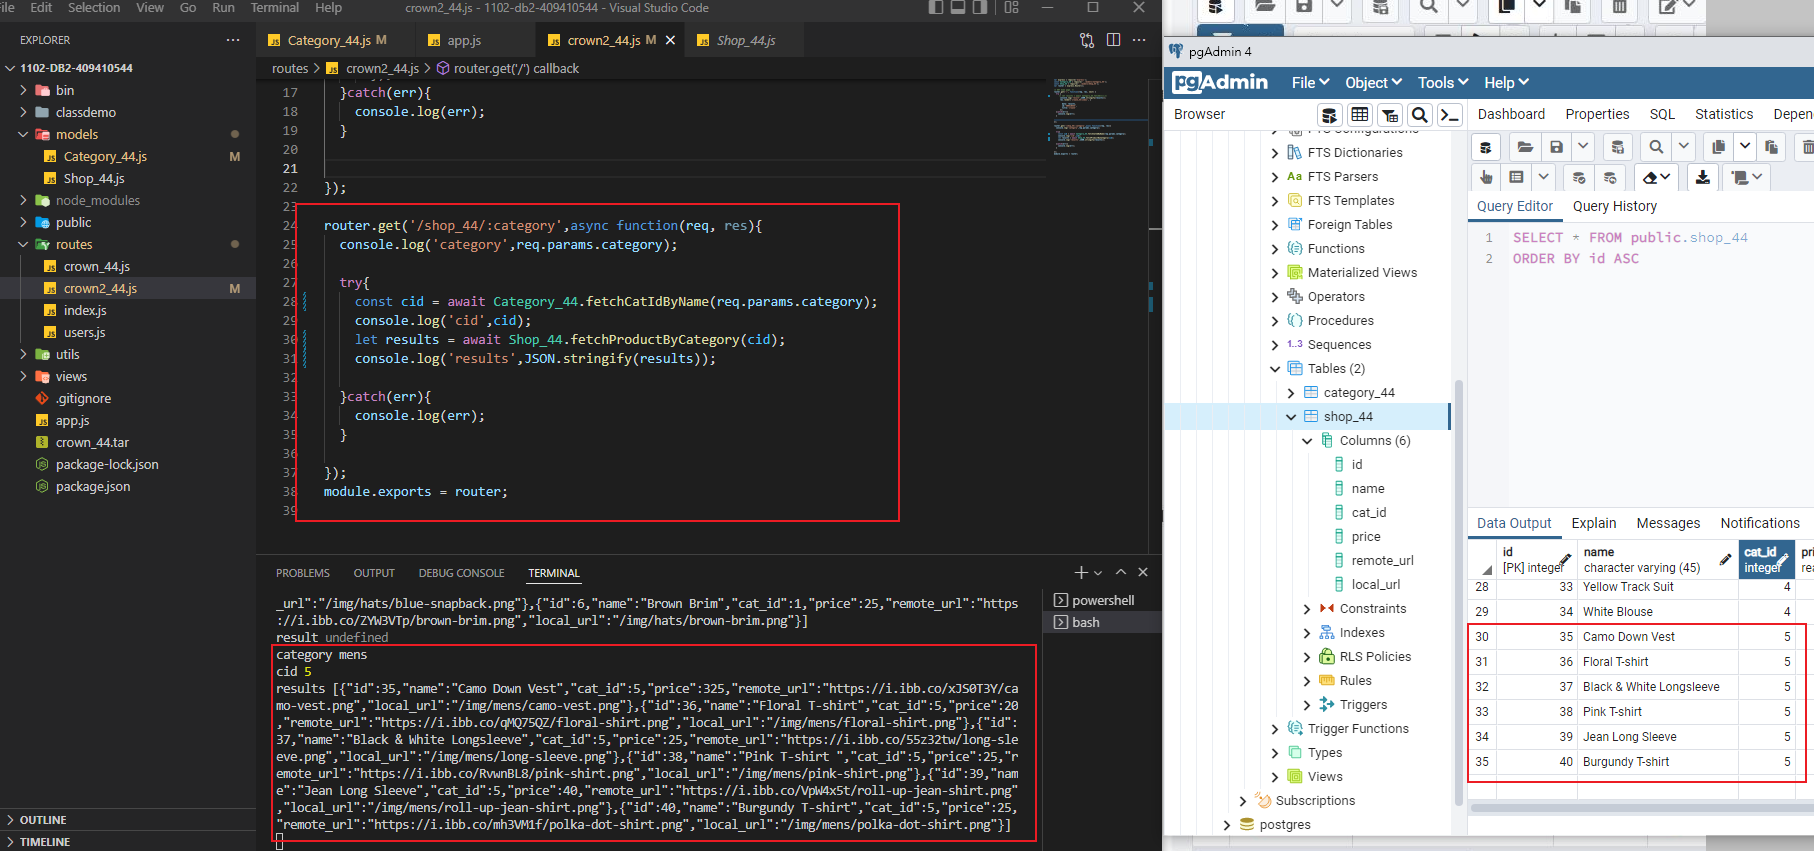 File Edit Selection View Go Run Terminal Help
crown2_44.js - 1102-db2-409410544 - Visual Studio Code
EXPLORER
1102-DB2-409410544
bin
classdemo
models
Category_44.js M
Shop_44.js
node_modules
public
routes
crown_44.js
crown2_44.js M
index.js
users.js
utils
views
.gitignore
app.js
crown_44.tar
package-lock.json
package.json
OUTLINE
TIMELINE
Category_44.js M
app.js
crown2_44.js M
Shop_44.js
routes > crown2_44.js > router.get('/') callback
17 }catch(err){
18 console.log(err);
19 }
20
21
22 });
23
24 router.get('/shop_44/:category',async function(req, res){
25 console.log('category',req.params.category);
26
27 try{
28 const cid = await Category_44.fetchCatIdByName(req.params.category);
29 console.log('cid',cid);
30 let results = await Shop_44.fetchProductByCategory(cid);
31 console.log('results',JSON.stringify(results));
32
33 }catch(err){
34 console.log(err);
35 }
36
37 });
38 module.exports = router;
39
PROBLEMS OUTPUT DEBUG CONSOLE TERMINAL
powershell
bash
_url":"/img/hats/blue-snapback.png"},{"id":6,"name":"Brown Brim","cat_id":1,"price":25,"remote_url":"https
://i.ibb.co/ZYW3VTp/brown-brim.png","local_url":"/img/hats/brown-brim.png"}]
result undefined
category mens
cid 5
results [{"id":35,"name":"Camo Down Vest","cat_id":5,"price":325,"remote_url":"https://i.ibb.co/xJS0T3Y/ca
mo-vest.png","local_url":"/img/mens/camo-vest.png"},{"id":36,"name":"Floral T-shirt","cat_id":5,"price":20
,"remote_url":"https://i.ibb.co/qMQ75QZ/floral-shirt.png","local_url":"/img/mens/floral-shirt.png"},{"id":
37,"name":"Black & White Longsleeve","cat_id":5,"price":25,"remote_url":"https://i.ibb.co/55z32tw/long-sle
eve.png","local_url":"/img/mens/long-sleeve.png"},{"id":38,"name":"Pink T-shirt ","cat_id":5,"price":25,"r
emote_url":"https://i.ibb.co/RvwnBL8/pink-shirt.png","local_url":"/img/mens/pink-shirt.png"},{"id":39,"nam
e":"Jean Long Sleeve","cat_id":5,"price":40,"remote_url":"https://i.ibb.co/VpW4x5t/roll-up-jean-shirt.png"
,"local_url":"/img/mens/roll-up-jean-shirt.png"},{"id":40,"name":"Burgundy T-shirt","cat_id":5,"price":25,
"remote_url":"https://i.ibb.co/mh3VM1f/polka-dot-shirt.png","local_url":"/img/mens/polka-dot-shirt.png"}]
pgAdmin 4
pgAdmin File Object Tools Help
Browser
FTS Configurations
FTS Dictionaries
FTS Parsers
FTS Templates
Foreign Tables
Functions
Materialized Views
Operators
Procedures
1..3 Sequences
Tables (2)
category_44
shop_44
Columns (6)
id
name
cat_id
price
remote_url
local_url
Constraints
Indexes
RLS Policies
Rules
Triggers
Trigger Functions
Types
Views
Subscriptions
postgres
Dashboard Properties SQL Statistics Depen
Query Editor Query History
1 SELECT * FROM public.shop_44
2 ORDER BY id ASC
Data Output Explain Messages Notifications
id name cat_id pri
[PK] integer character varying (45) integer rea
28 33 Yellow Track Suit 4
29 34 White Blouse 4
30 35 Camo Down Vest 5
31 36 Floral T-shirt 5
32 37 Black & White Longsleeve 5
33 38 Pink T-shirt 5
34 39 Jean Long Sleeve 5
35 40 Burgundy T-shirt 5